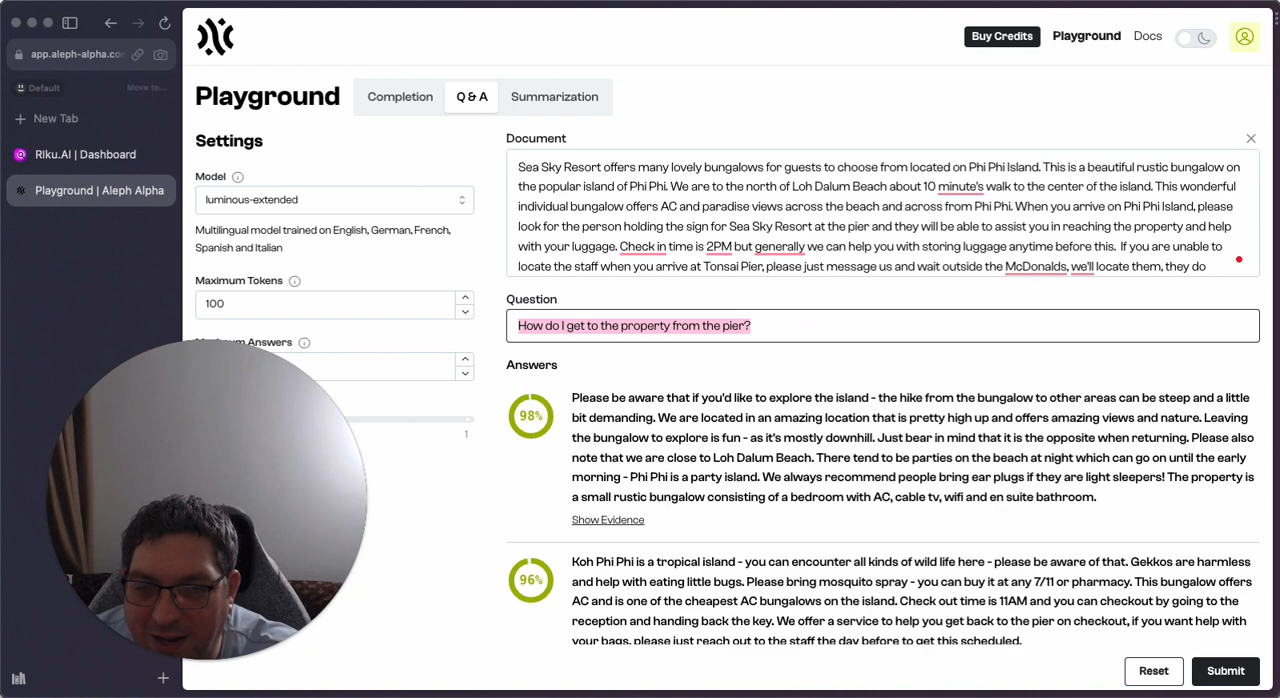 app.aleph-alpha.co
Default
Move to...
New Tab
RIku.AI | Dashboard
Playground | Aleph Alpha
Buy Credits
Playground
Docs
Playground
Completion
Q & A
Summarization
Settings
Model
luminous-extended
Multilingual model trained on English, German, French,
Spanish and Italian
Maximum Tokens
100
Maximum Answers
1
Document
Sea Sky Resort offers many lovely bungalows for guests to choose from located on Phi Phi Island. This is a beautiful rustic bungalow on
the popular island of Phi Phi. We are to the north of Loh Dalum Beach about 10 minute's walk to the center of the island. This wonderful
individual bungalow offers AC and paradise views across the beach and across from Phi Phi. When you arrive on Phi Phi Island, please
look for the person holding the sign for Sea Sky Resort at the pier and they will be able to assist you in reaching the property and help
with your luggage. Check in time is 2PM but generally we can help you with storing luggage anytime before this. If you are unable to
locate the staff when you arrive at Tonsai Pier, please just message us and wait outside the McDonalds, we'll locate them, they do
Question
How do I get to the property from the pier?
Answers
98%
Please be aware that if you'd like to explore the island - the hike from the bungalow to other areas can be steep and a little
bit demanding. We are located in an amazing location that is pretty high up and offers amazing views and nature. Leaving
the bungalow to explore is fun - as it's mostly downhill. Just bear in mind that it is the opposite when returning. Please also
note that we are close to Loh Dalum Beach. There tend to be parties on the beach at night which can go on until the early
morning - Phi Phi is a party island. We always recommend people bring ear plugs if they are light sleepers! The property is
a small rustic bungalow consisting of a bedroom with AC, cable tv, wifi and en suite bathroom.
Show Evidence
96%
Koh Phi Phi is a tropical island - you can encounter all kinds of wild life here - please be aware of that. Gekkos are harmless
and help with eating little bugs. Please bring mosquito spray - you can buy it at any 7/11 or pharmacy. This bungalow offers
AC and is one of the cheapest AC bungalows on the island. Check out time is 11AM and you can checkout by going to the
reception and handing back the key. We offer a service to help you get back to the pier on checkout, if you want help with
your bags, please just reach out to the staff the day before to get this scheduled.
Reset
Submit